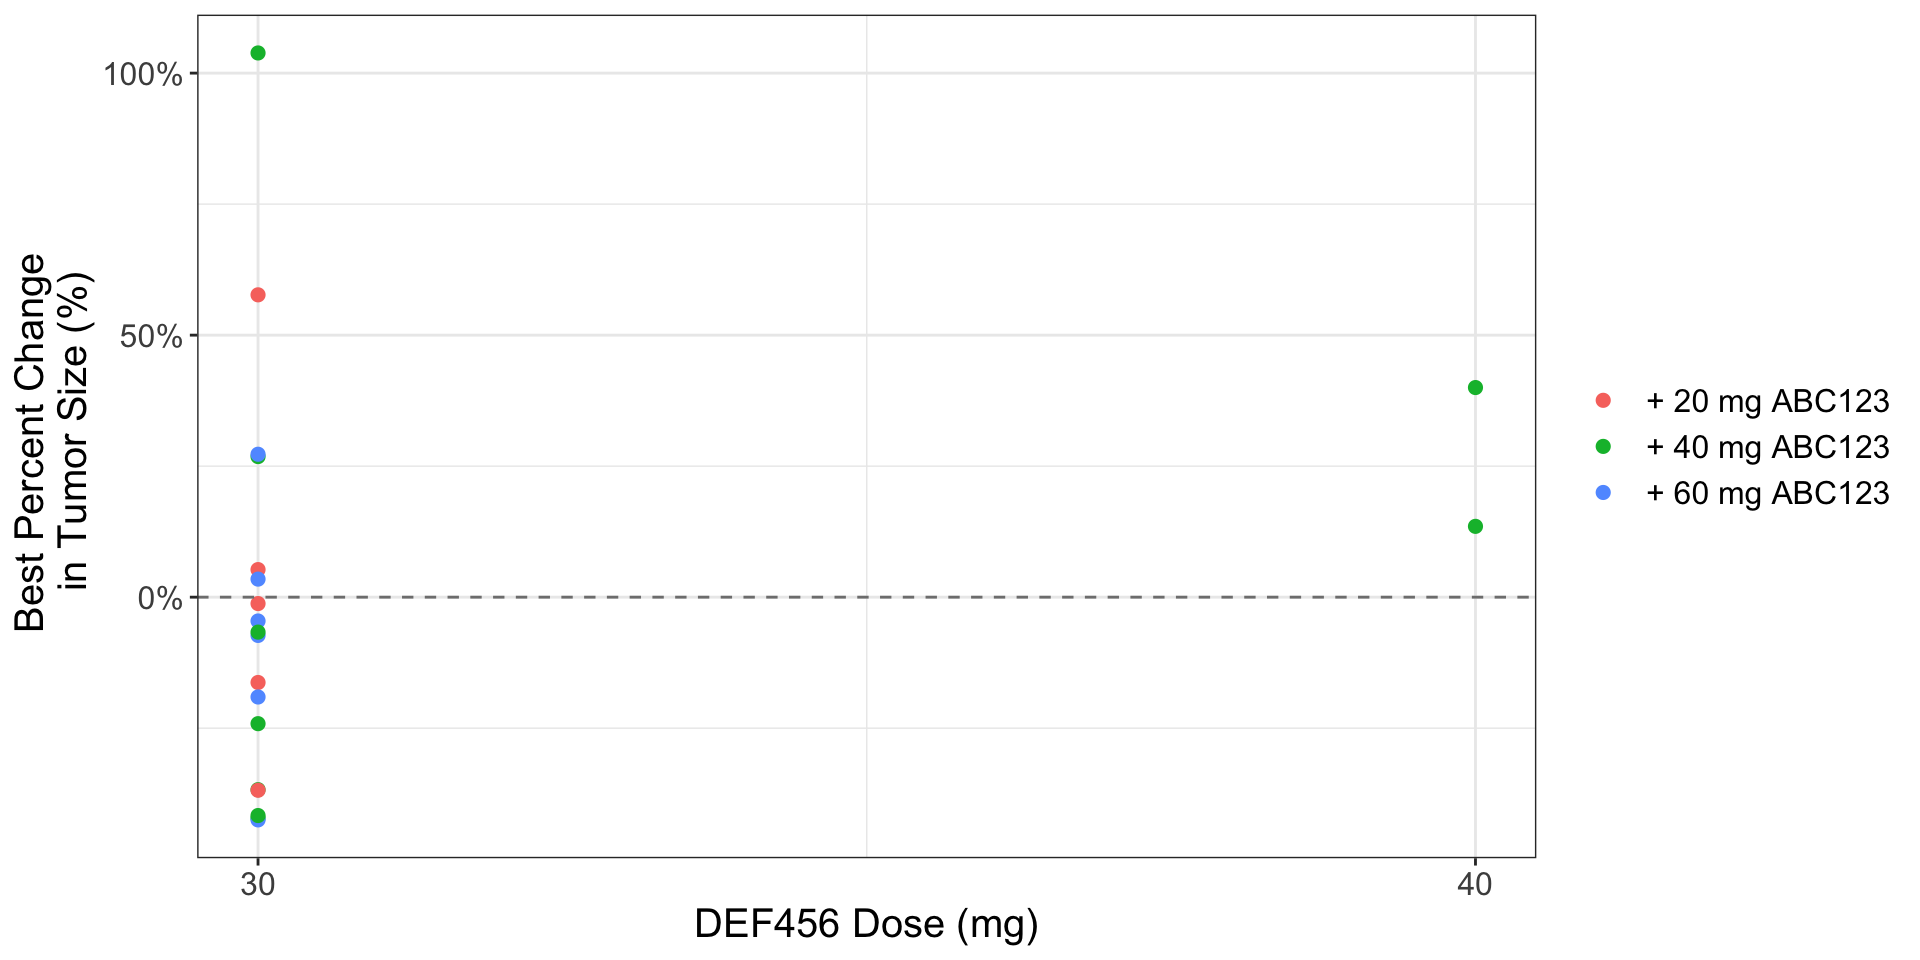 100%
50%
0%
Best Percent Change
in Tumor Size (%)
30
40
DEF456 Dose (mg)
+ 20 mg ABC123
+ 40 mg ABC123
+ 60 mg ABC123